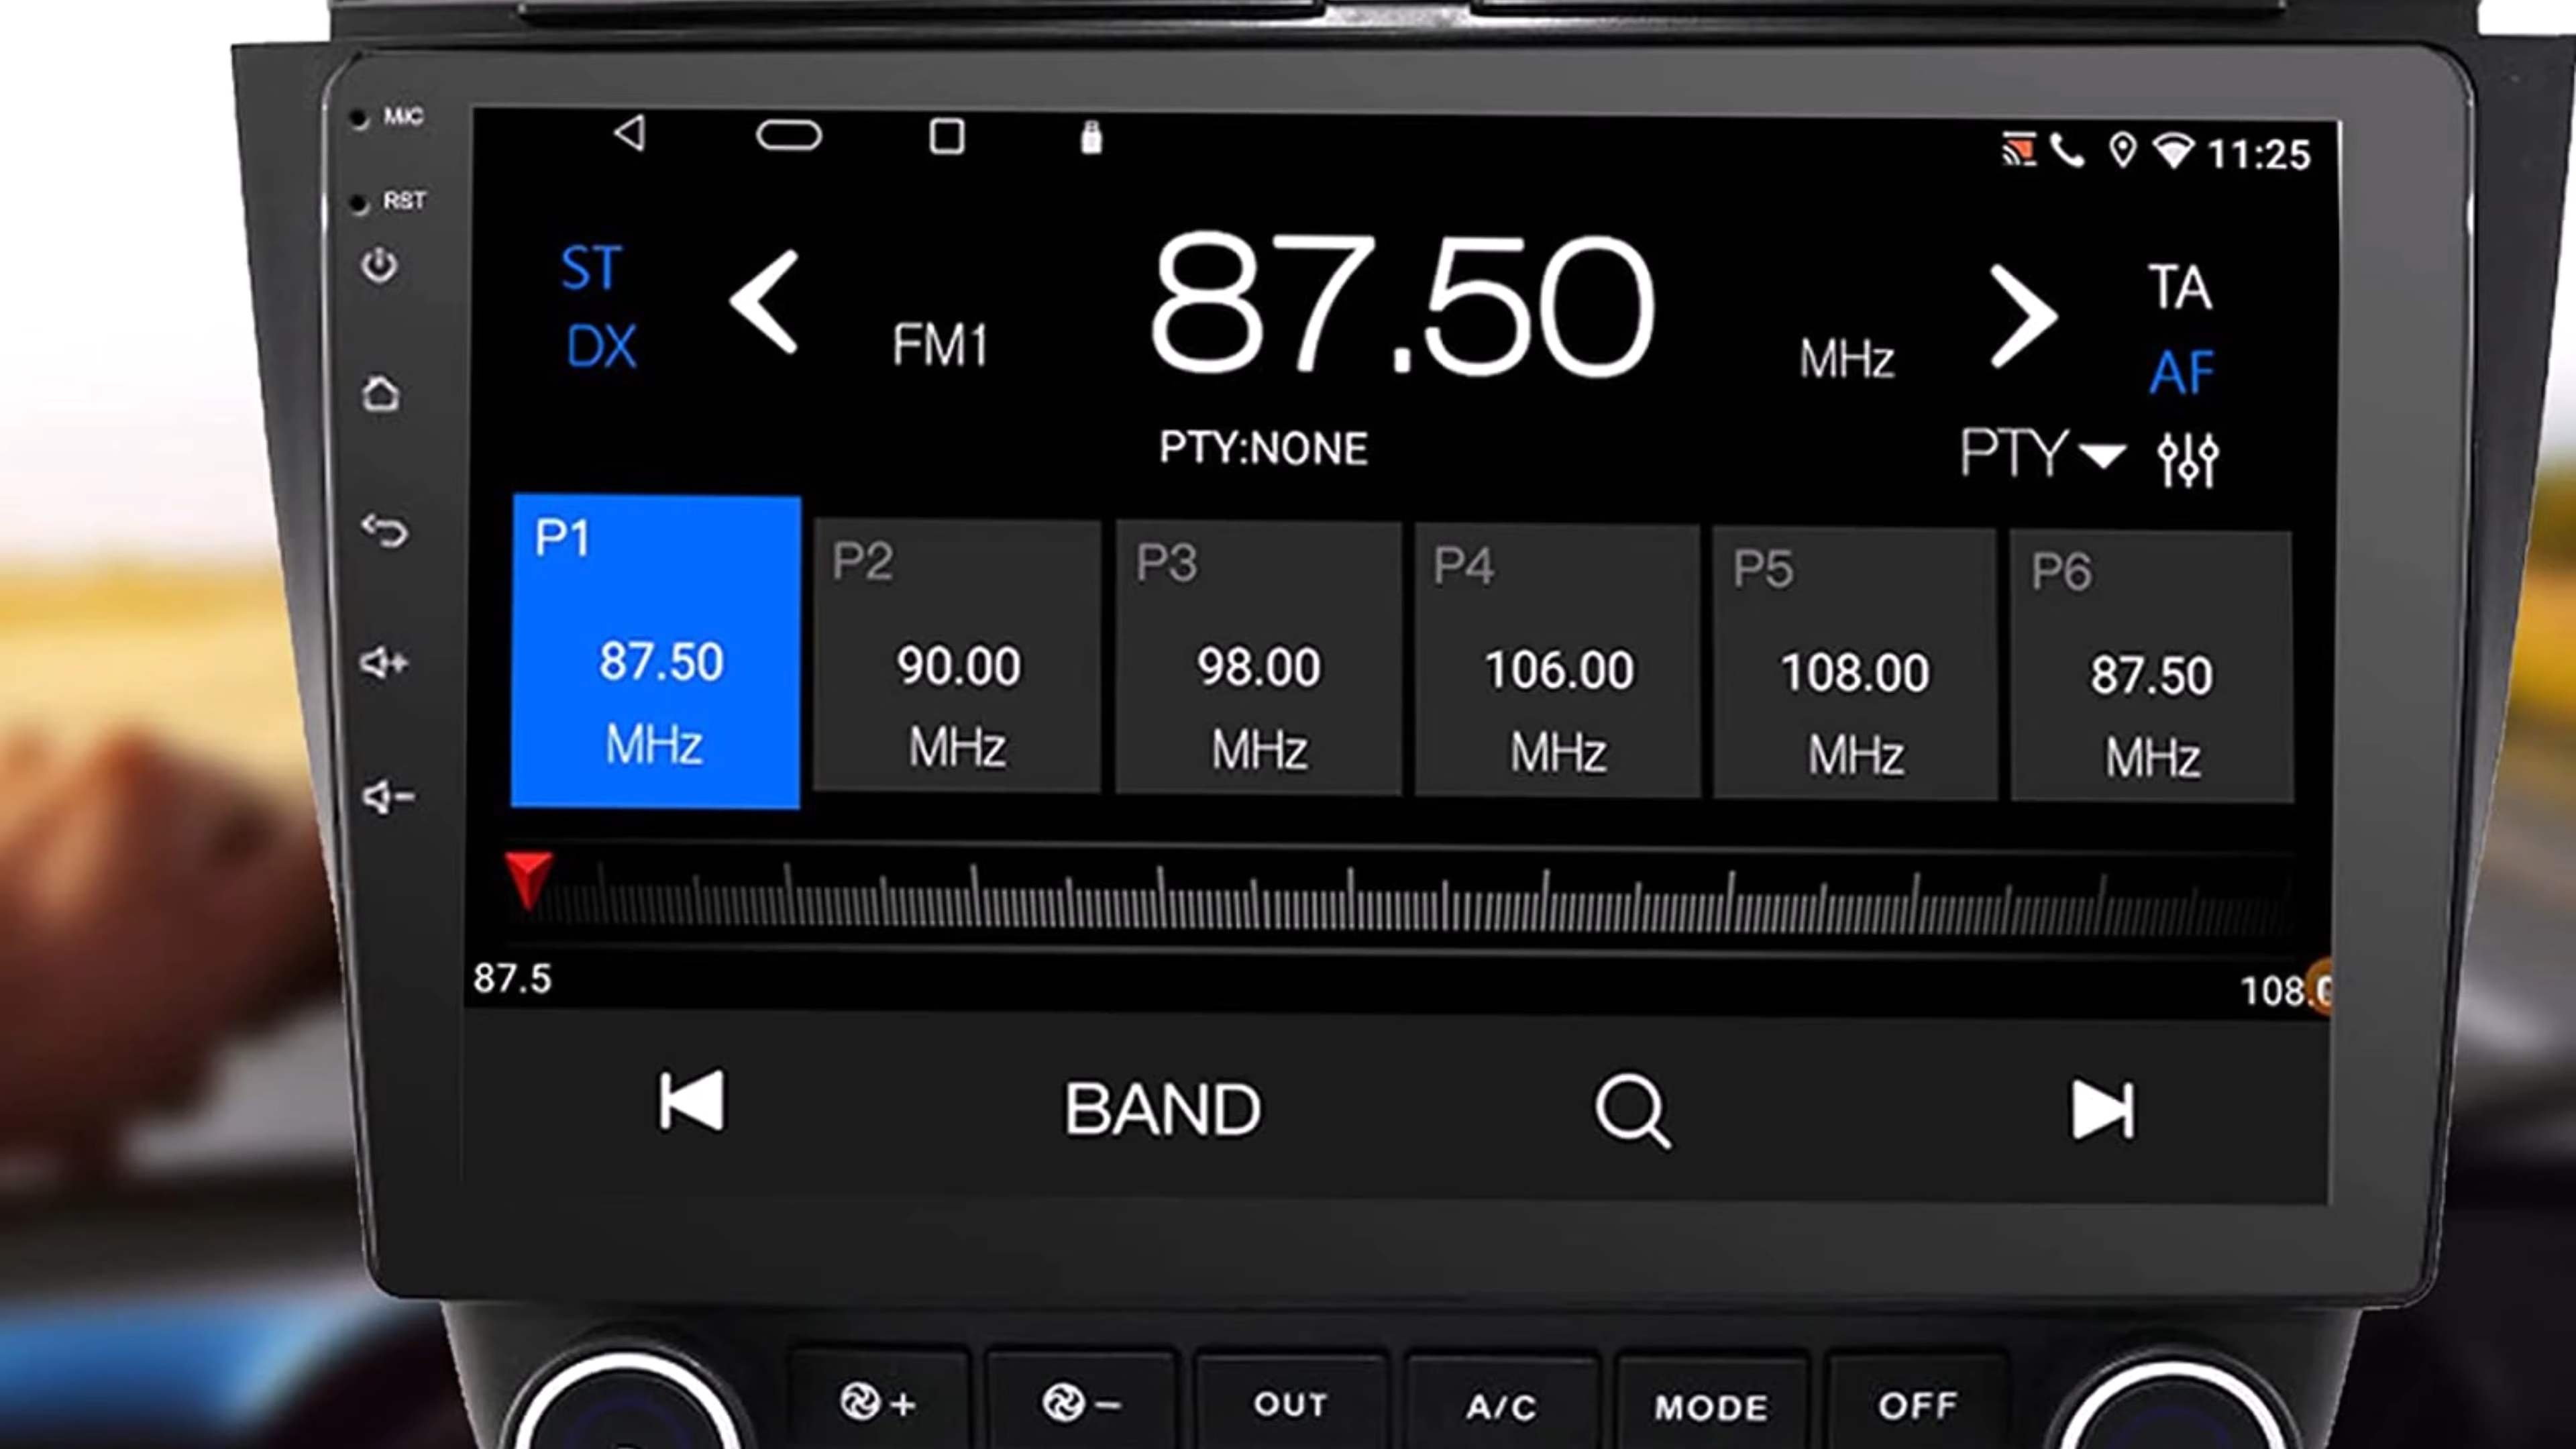 MIC
RST
11:25
ST
DX
FM1
87.50
MHz
TA
AF
PTY:NONE
PTY
P1
87.50
MHz
P2
90.00
MHz
P3
98.00
MHz
P4
106.00
MHz
P5
108.00
MHz
P6
87.50
MHz
87.5
108.0
BAND
+
-
OUT
A/C
MODE
OFF